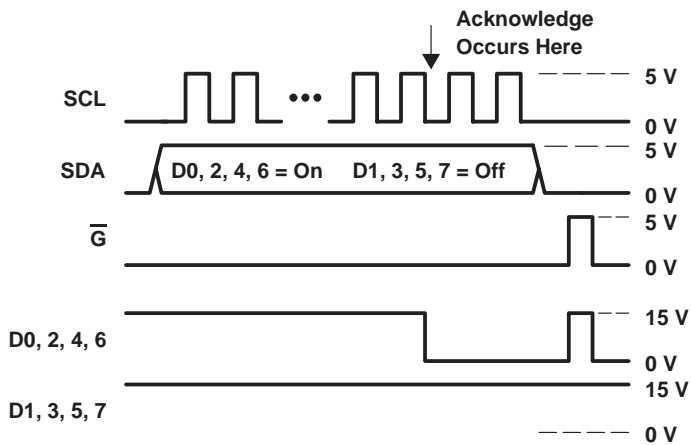 Acknowledge
Occurs Here
SCL
5 V
0 V
SDA
D0, 2, 4, 6 = On D1, 3, 5, 7 = Off
5 V
0 V
G̅
5 V
0 V
D0, 2, 4, 6
15 V
0 V
D1, 3, 5, 7
15 V
0 V